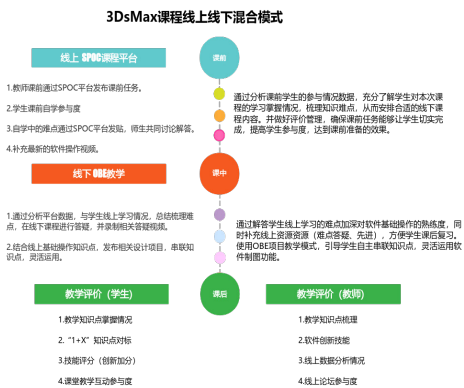 3DsMax课程线上线下混合模式
线上 SPOC课程平台
课前
1.教师课前通过SPOC平台发布课前任务。
2.学生课前自学参与度
3.自学中的难点通过SPOC平台发贴，师生共同讨论解答。
4.补充最新的软件操作视频。
通过分析课前学生的参与情况数据，充分了解学生对本次课
程的学习掌握情况，梳理知识难点，从而安排合适的线下课
程内容。并做好评价管理，确保课前任务能够让学生切实完
成，提高学生参与度，达到课前准备的效果。
线下 OBE教学
课中
1.通过分析平台数据，与学生线上学习情况，总结梳理难
点，在线下课程进行答疑，并录制相关答疑视频。
2.结合线上基础操作知识点，发布相关设计项目，串联知
识点，灵活运用。
通过解答学生线上学习的难点加深对软件基础操作的熟练度，同
时补充线上资源资源（难点答疑、先进），方便学生课后复习。
使用OBE项目教学模式，引导学生自主串联知识点，灵活运用软
件制图功能。
教学评价（学生）
课后
教学评价（教师）
1.教学知识点掌握情况
2.“1+X”知识点对标
3.技能评分（创新加分）
4.课堂教学互动参与度
1.教学知识点梳理
2.软件创新技能
3.线上数据分析情况
4.线上论坛参与度